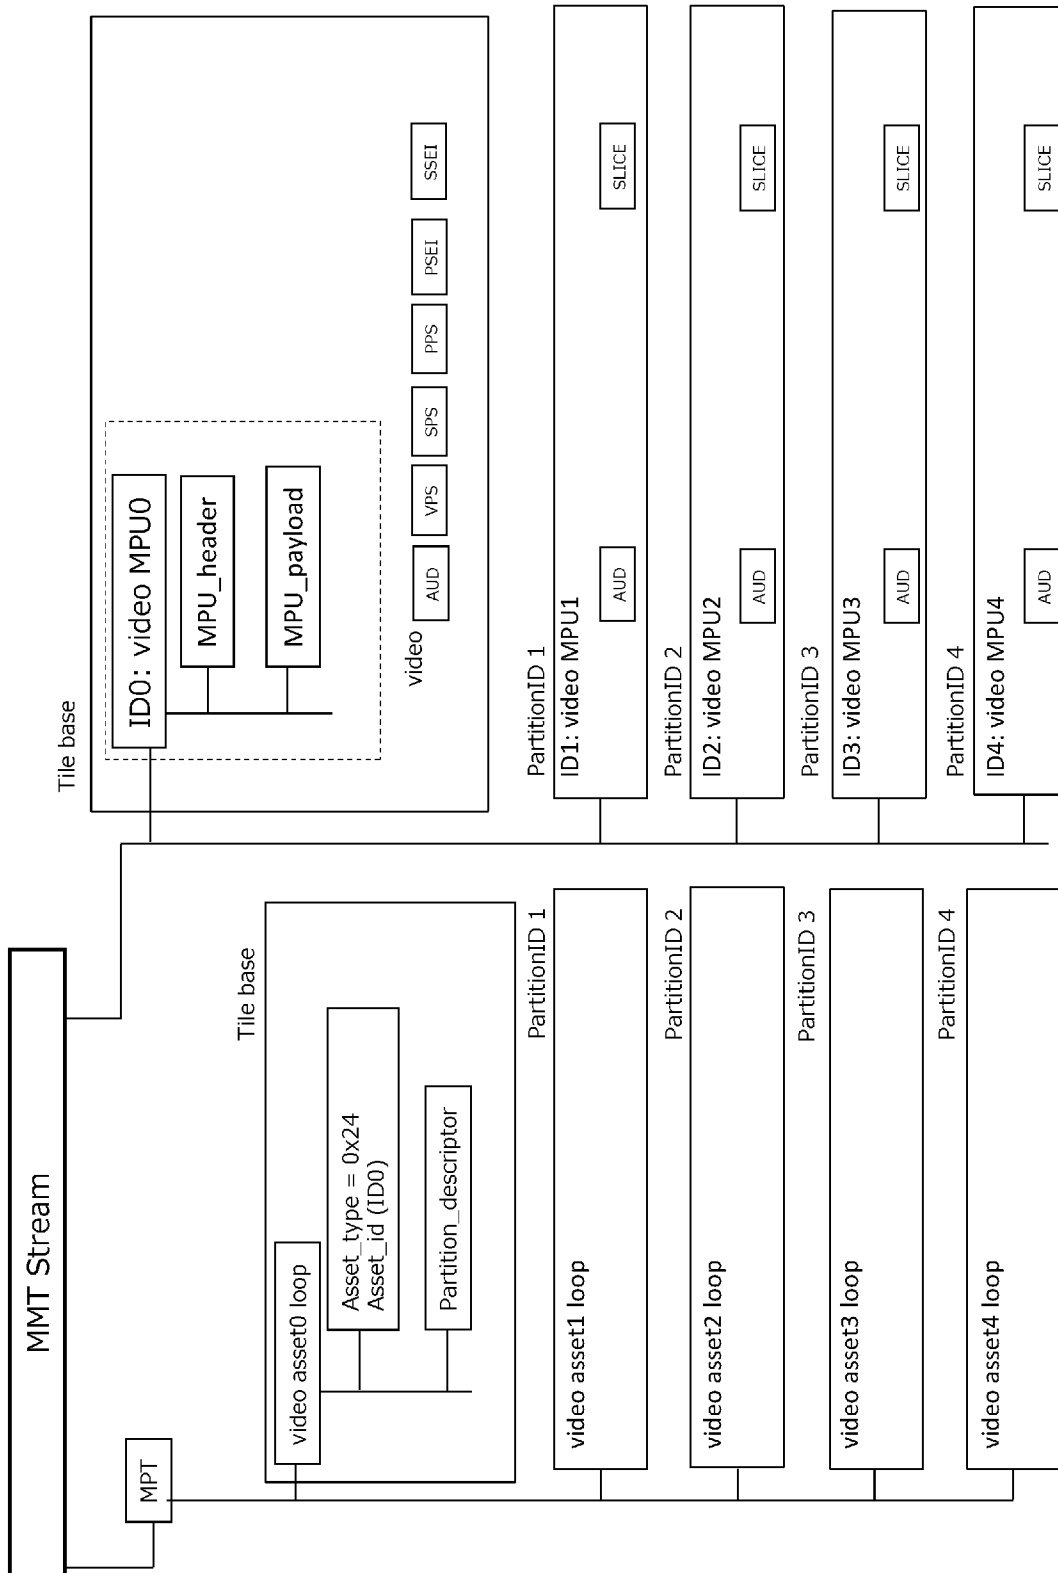 MMT Stream
MPT
Tile base
video asset0 loop
Asset_type = 0x24
Asset_id (ID0)
Partition_descriptor
PartitionID 1
video asset1 loop
PartitionID 2
video asset2 loop
PartitionID 3
video asset3 loop
PartitionID 4
video asset4 loop
Tile base
ID0: video MPU0
MPU_header
MPU_payload
video
AUD
VPS
SPS
PPS
PSEI
SSEI
PartitionID 1
ID1: video MPU1
AUD
SLICE
PartitionID 2
ID2: video MPU2
AUD
SLICE
PartitionID 3
ID3: video MPU3
AUD
SLICE
PartitionID 4
ID4: video MPU4
AUD
SLICE